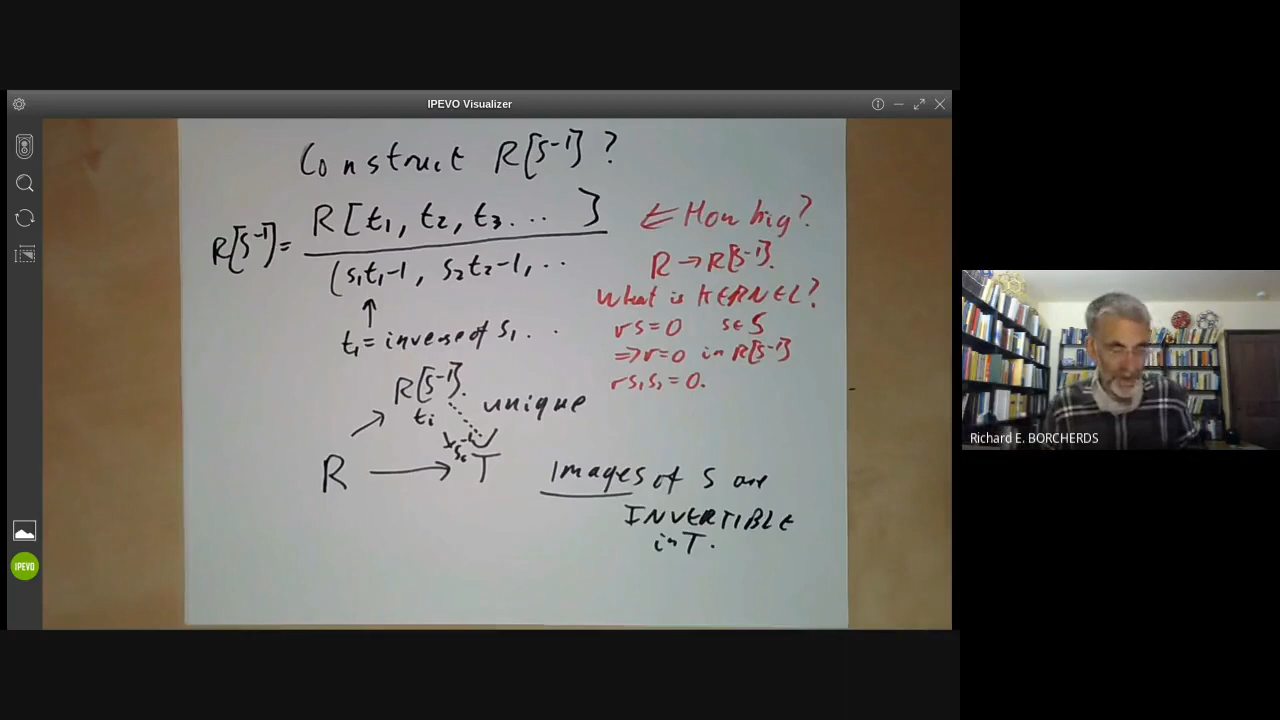 IPEVO Visualizer
Construct R[S⁻¹]?
R[S⁻¹] = R[t₁, t₂, t₃ ... ]
(s₁t₁-1, s₂t₂-1, ..
↑
t₁ = inverse of s₁ . . .
R[S⁻¹].
tᵢ
unique
sᵢ⁻¹
R → T
Images of S are
INVERTIBLE
in T.
⇐ How big?
R → R[S⁻¹].
What is KERNEL?
rs = 0 s∈S
⇒ r=0 in R[S⁻¹]
rs₁s₂ = 0.
IPEVO
Richard E. BORCHERDS